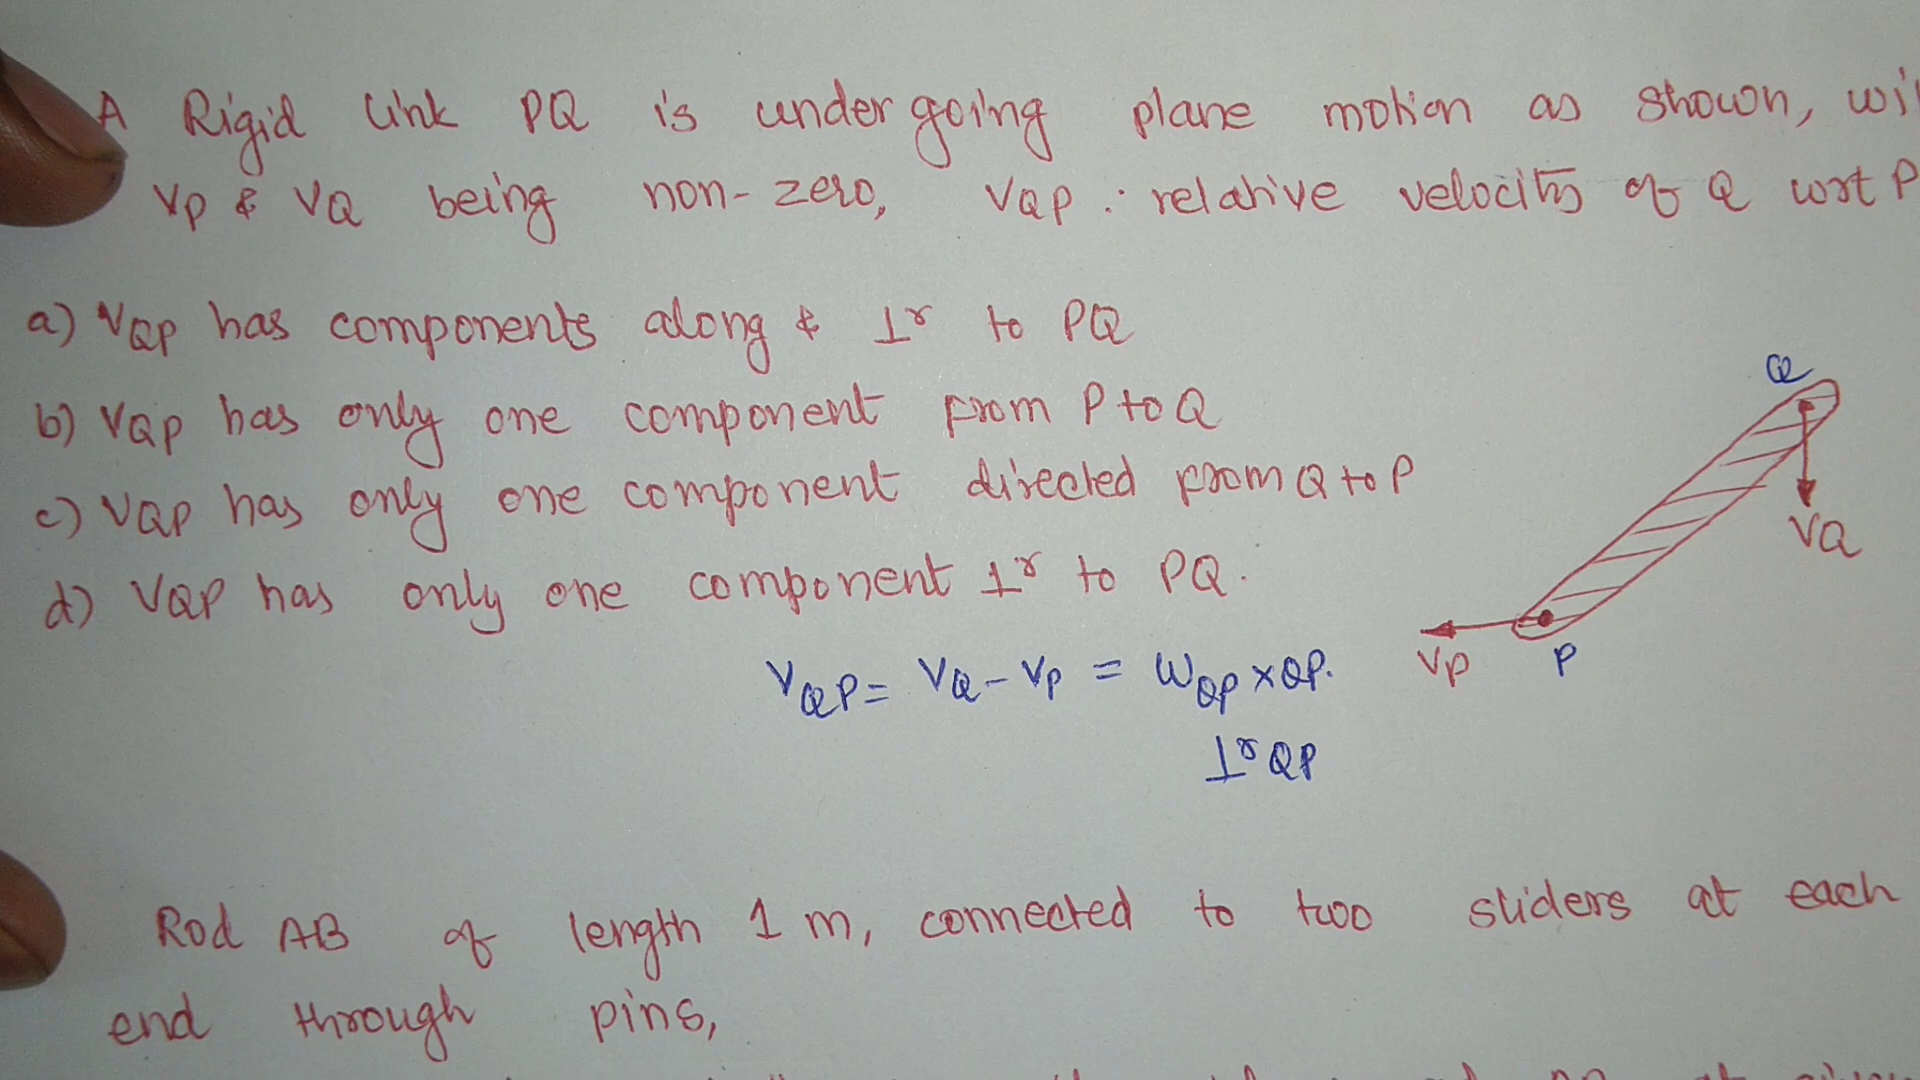 A Rigid link PQ is undergoing plane motion as shown,
VP & VQ being non-zero, VQP : relative velocity of Q wrt P
a) VQP has components along & ⊥r to PQ
b) VQP has only one component from P to Q
c) VQP has only one component directed from Q to P
d) VQP has only one component ⊥r to PQ.
Q
VQ
VP
P
VQP = VQ - VP = WQP × QP.
⊥r QP
Rod AB of length 1 m, connected to two sliders at each
end through pins,